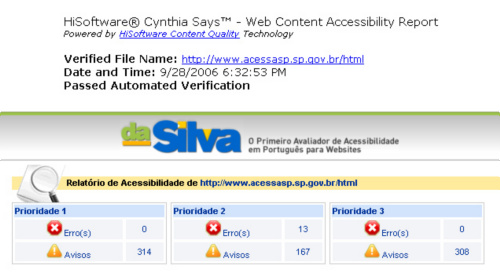 HiSoftware® Cynthia Says™ - Web Content Accessibility Report
Powered by HiSoftware Content Quality Technology
Verified File Name: http://www.acessasp.sp.gov.br/html
Date and Time: 9/28/2006 6:32:53 PM
Passed Automated Verification
daSilva O Primeiro Avaliador de Acessibilidade
em Português para Websites
Relatório de Acessibilidade de http://www.acessasp.sp.gov.br/html
Prioridade 1 Prioridade 2 Prioridade 3
Erro(s) 0 Erro(s) 13 Erro(s) 0
Avisos 314 Avisos 167 Avisos 308